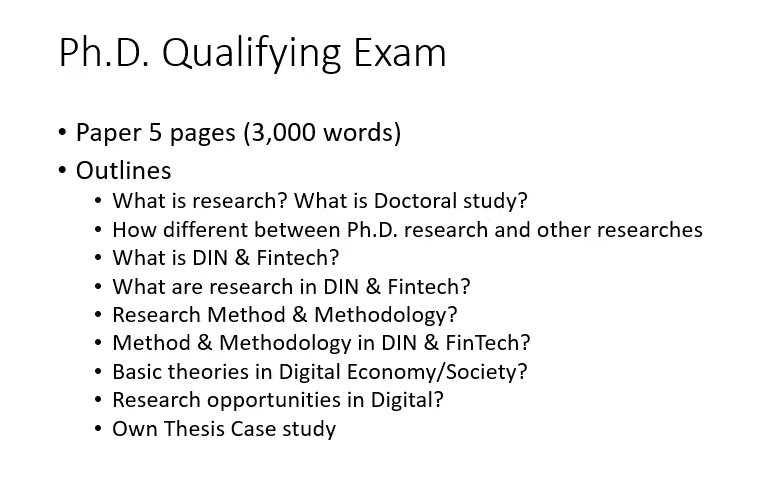 Ph.D. Qualifying Exam
• Paper 5 pages (3,000 words)
• Outlines
• What is research? What is Doctoral study?
• How different between Ph.D. research and other researches
• What is DIN & Fintech?
• What are research in DIN & Fintech?
• Research Method & Methodology?
• Method & Methodology in DIN & FinTech?
• Basic theories in Digital Economy/Society?
• Research opportunities in Digital?
• Own Thesis Case study